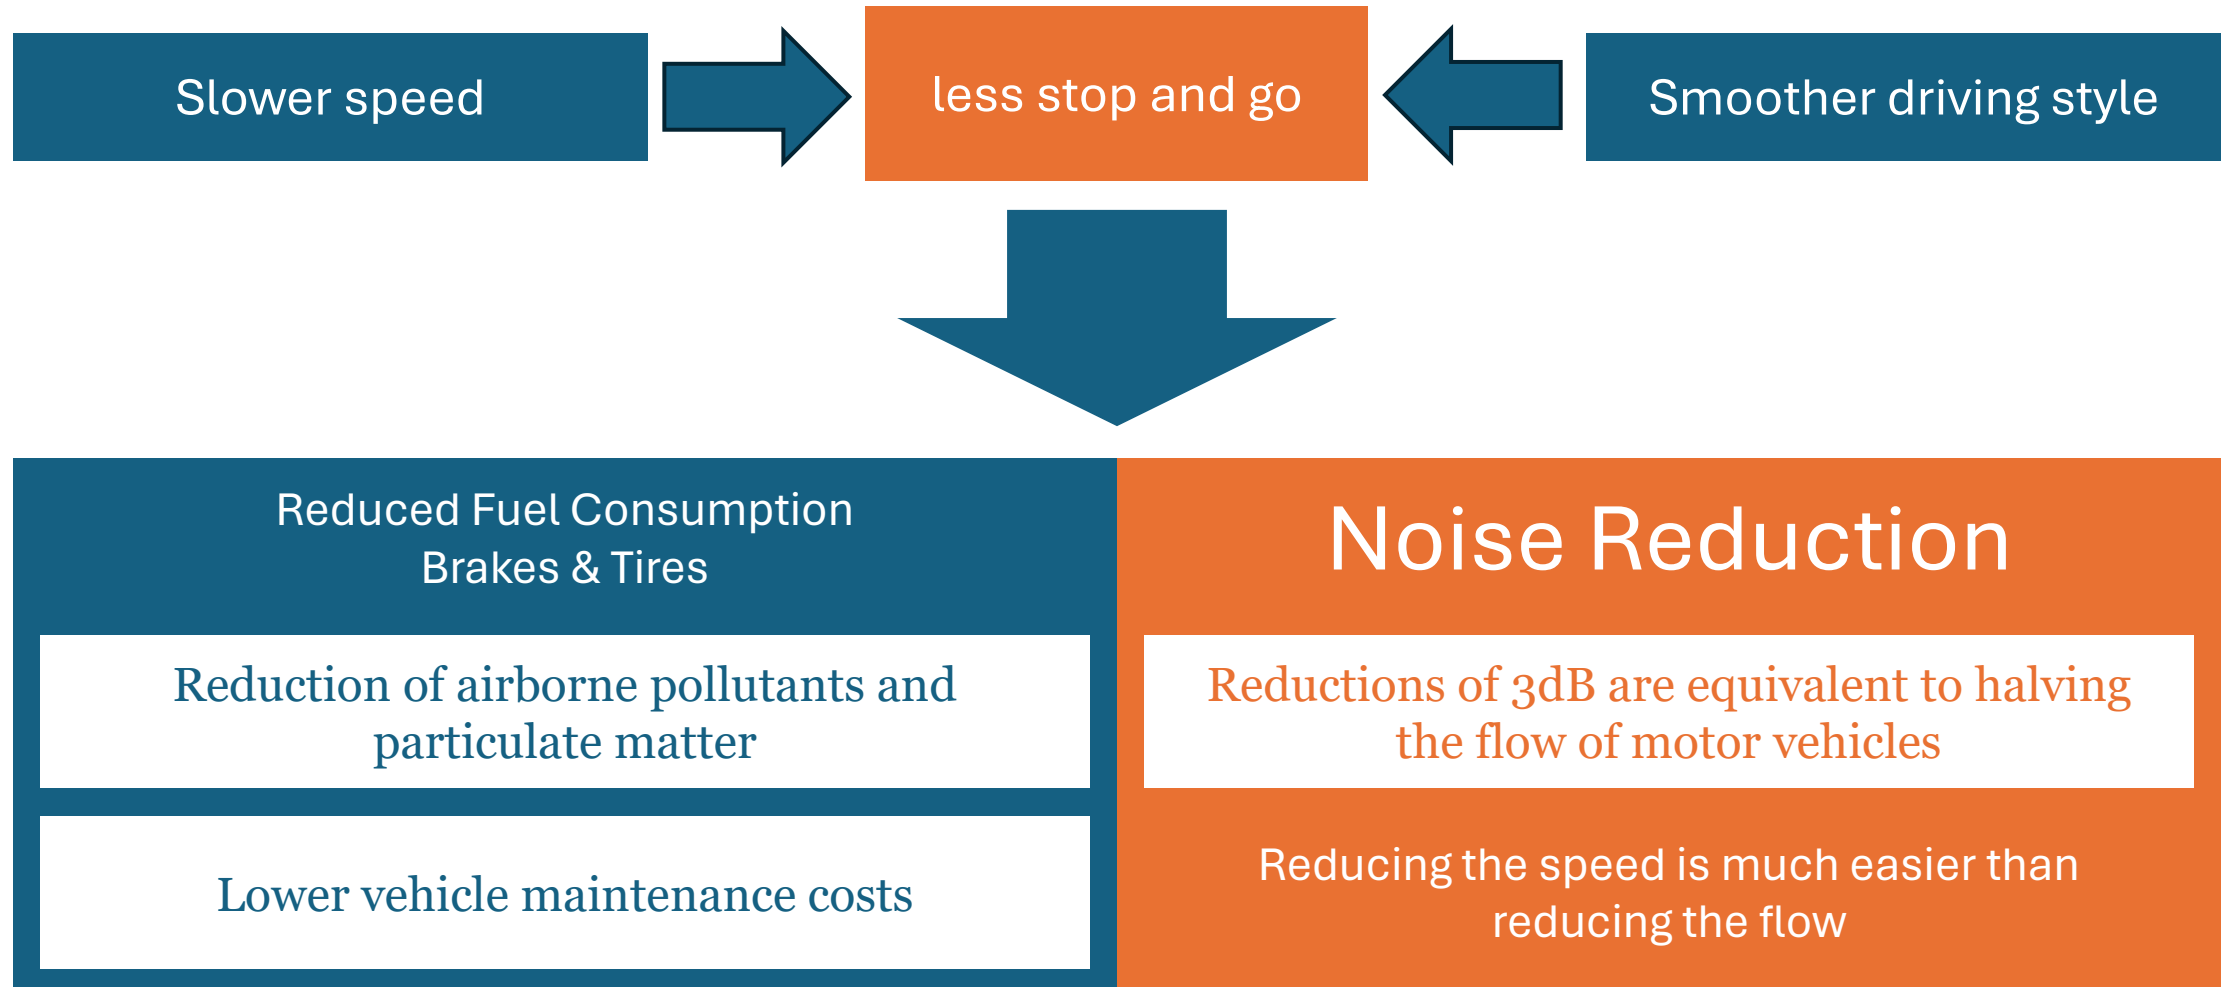 Slower speed
less stop and go
Smoother driving style
Reduced Fuel Consumption
Brakes & Tires
Reduction of airborne pollutants and
particulate matter
Lower vehicle maintenance costs
Noise Reduction
Reductions of 3dB are equivalent to halving
the flow of motor vehicles
Reducing the speed is much easier than
reducing the flow